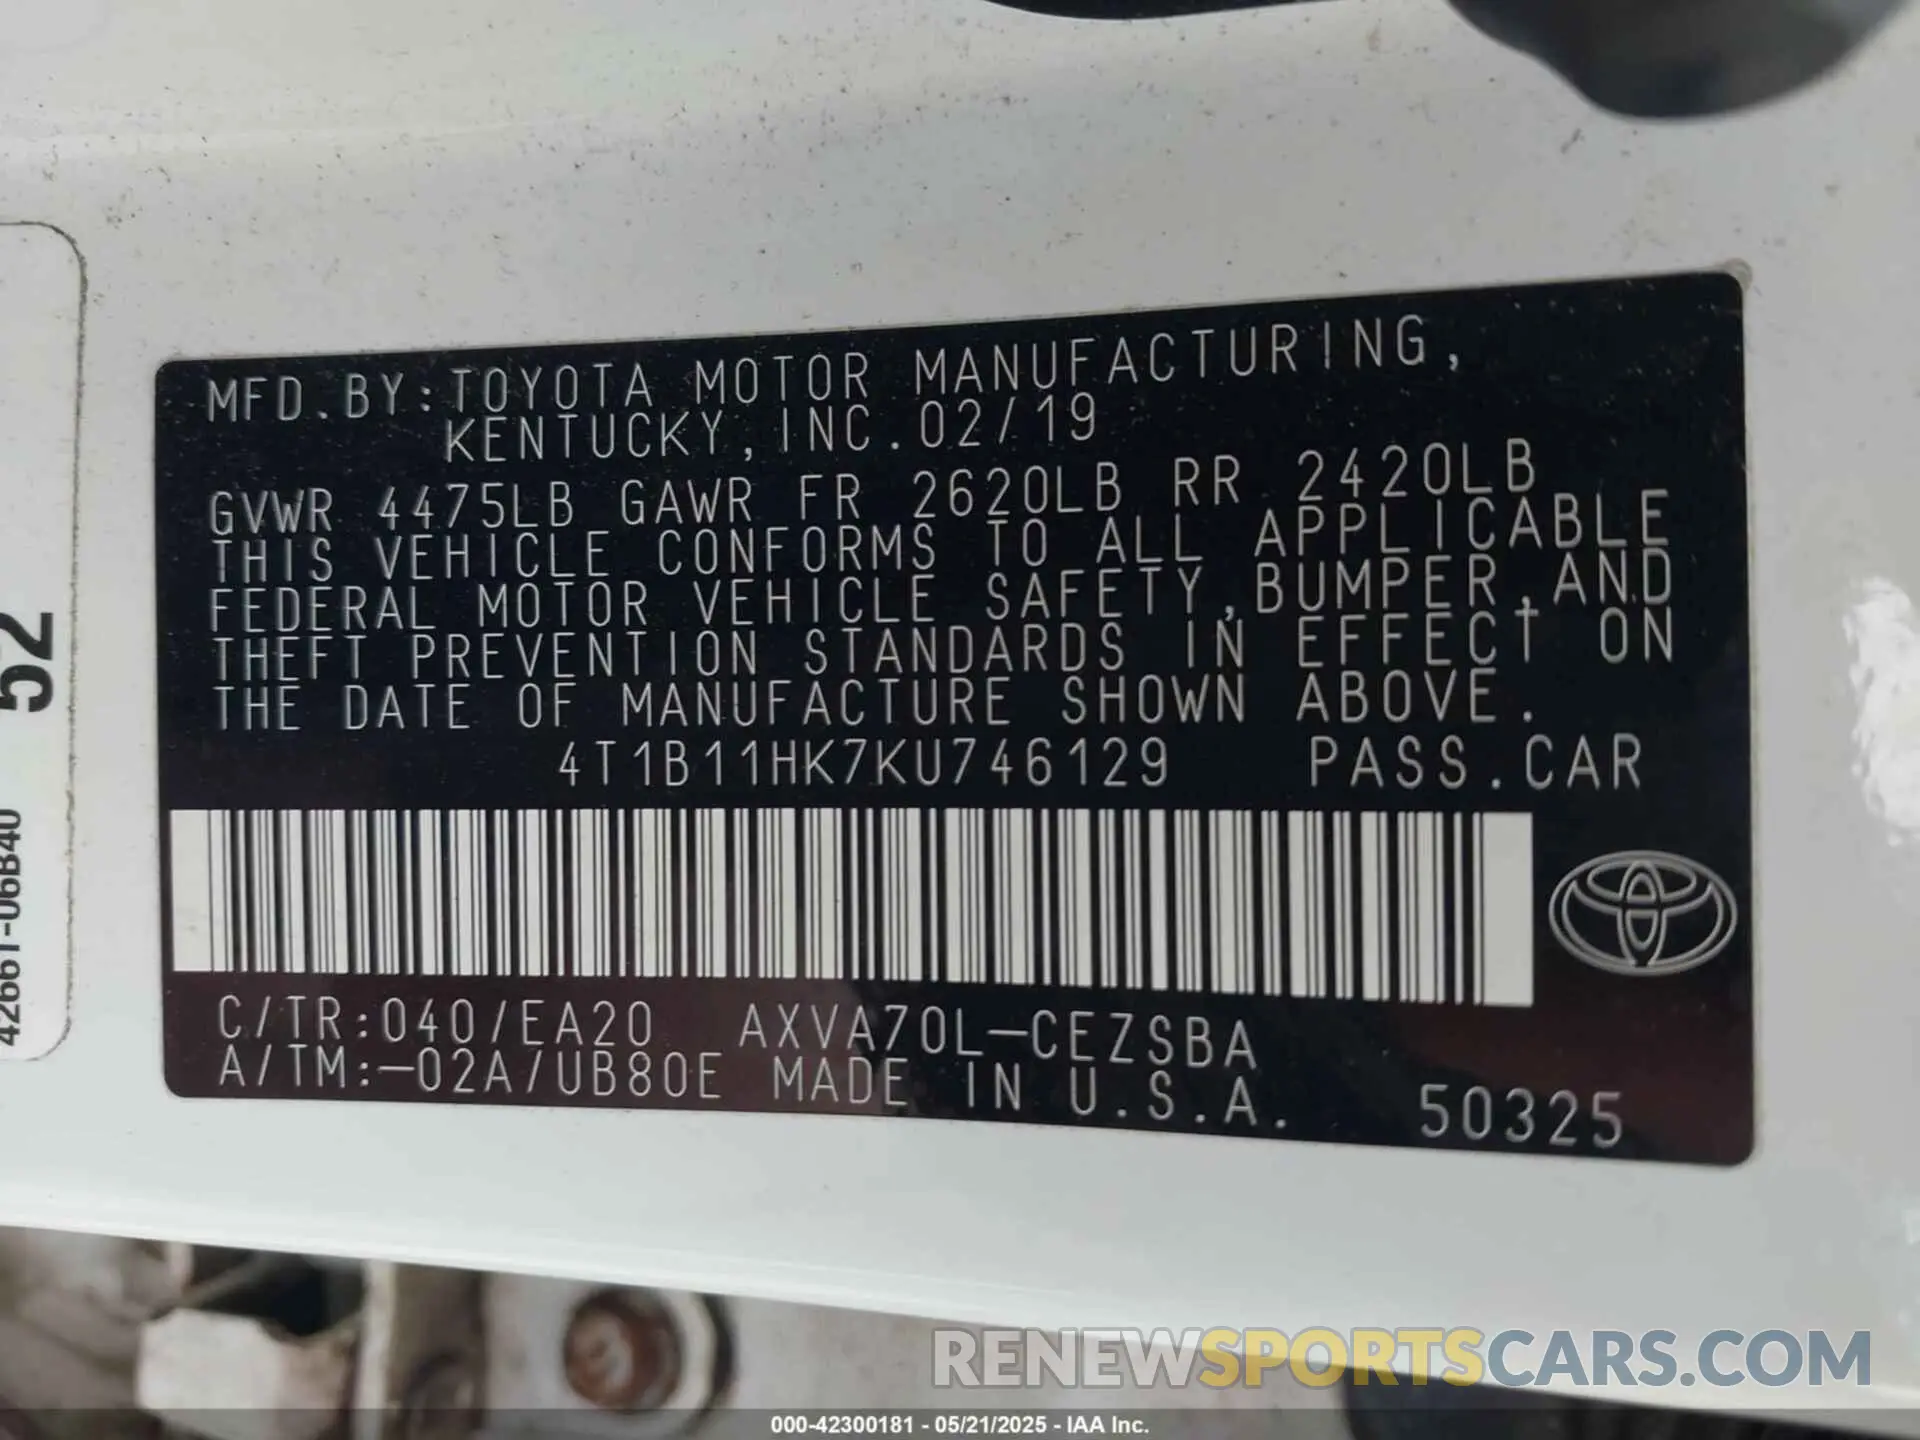 MFD.BY:TOYOTA MOTOR MANUFACTURING,
KENTUCKY,INC.02/19
GVWR 4475LB GAWR FR 2620LB RR 2420LB
THIS VEHICLE CONFORMS TO ALL APPLICABLE
FEDERAL MOTOR VEHICLE SAFETY,BUMPER,AND
THEFT PREVENTION STANDARDS IN EFFECT ON
THE DATE OF MANUFACTURE SHOWN ABOVE.
4T1B11HK7KU746129 PASS.CAR
C/TR:040/EA20 AXVA70L-CEZSBA
A/TM:-02A/UB80E MADE IN U.S.A. 50325
52
42661-06B40
RENEWSPORTSCARS.COM
000-42300181 - 05/21/2025 - IAA Inc.